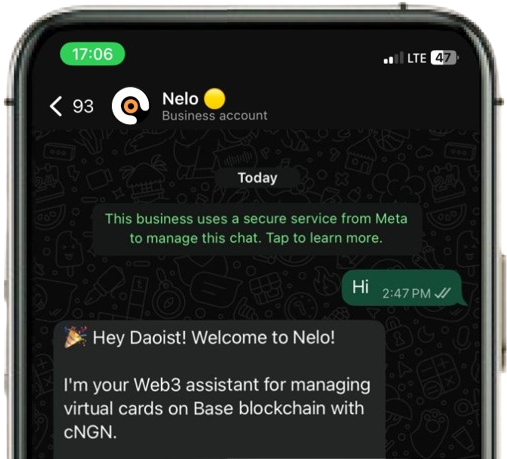 17:06
LTE 47
93
Nelo 🟡
Business account
Today
This business uses a secure service from Meta
to manage this chat. Tap to learn more.
Hi
2:47 PM
🎉 Hey Daoist! Welcome to Nelo!
I'm your Web3 assistant for managing
virtual cards on Base blockchain with
cNGN.